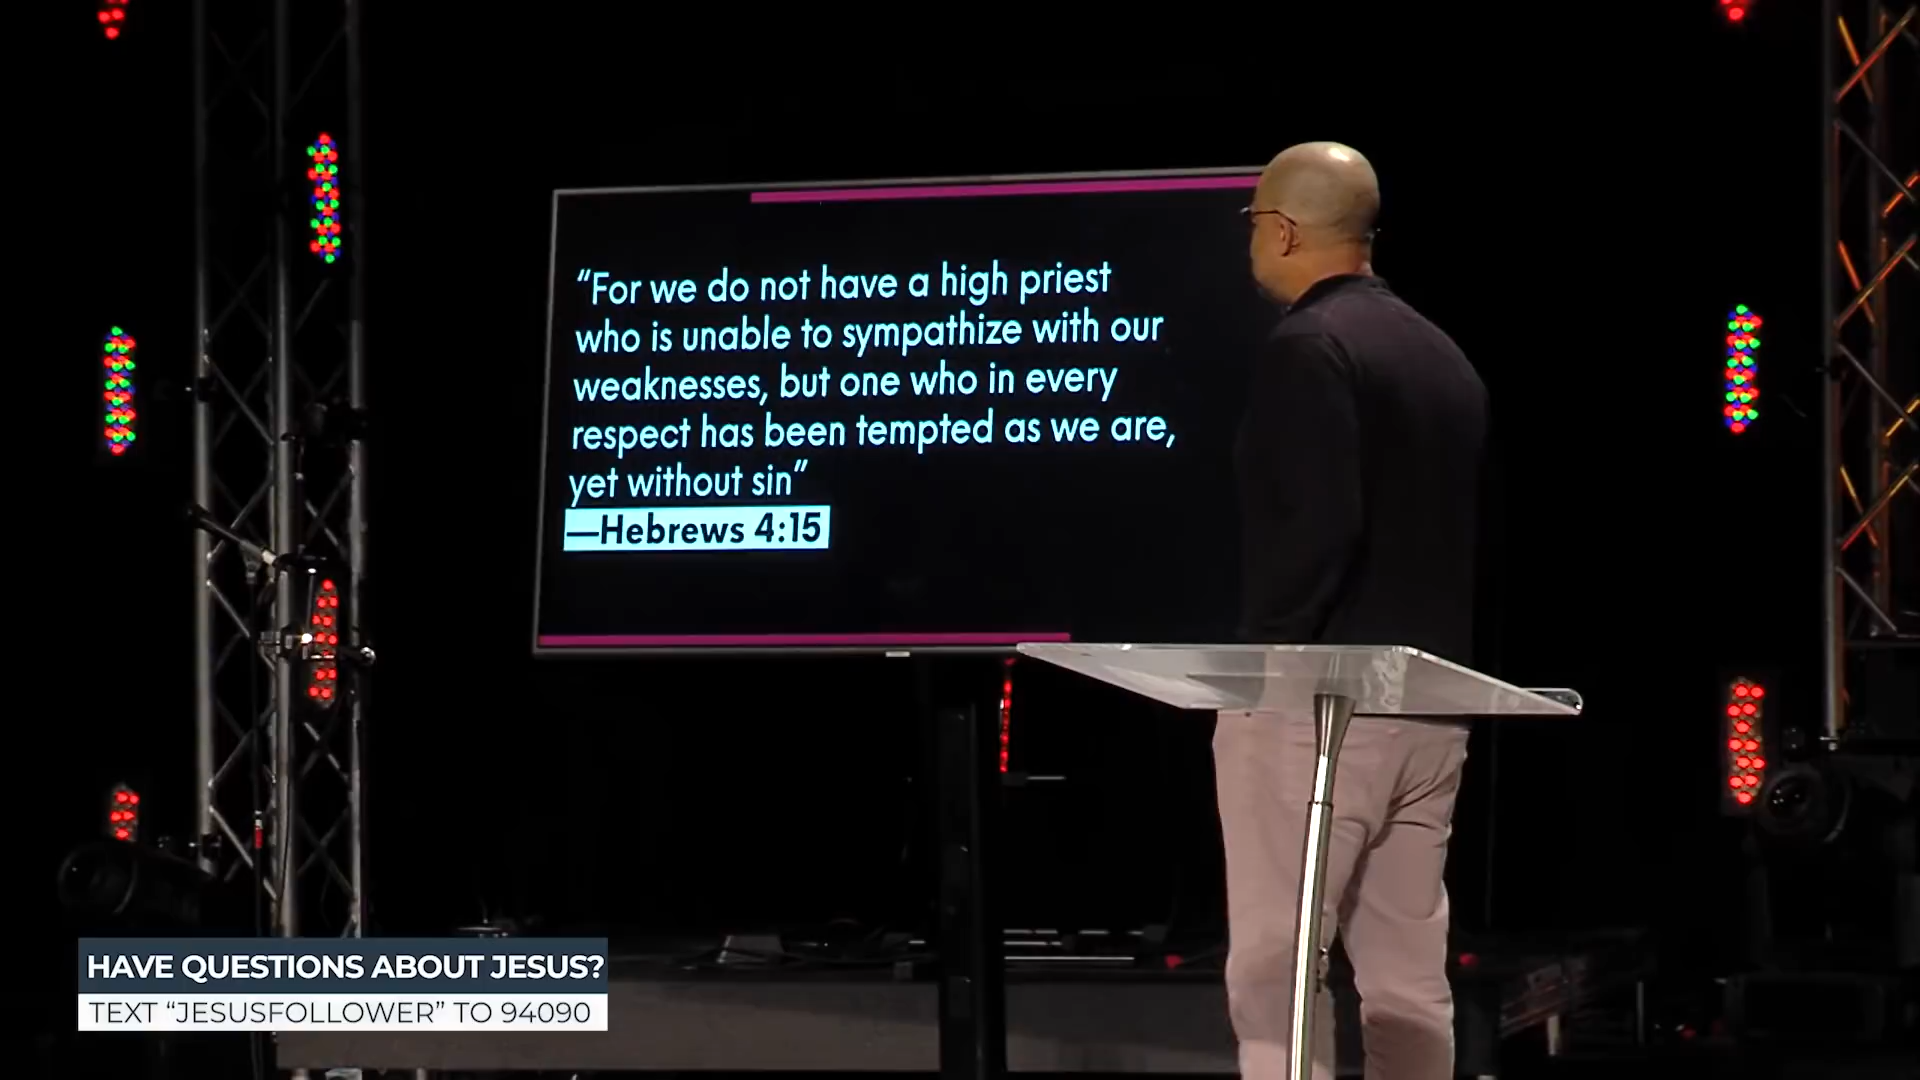 “For we do not have a high priest
who is unable to sympathize with our
weaknesses, but one who in every
respect has been tempted as we are,
yet without sin”
—Hebrews 4:15
HAVE QUESTIONS ABOUT JESUS?
TEXT “JESUSFOLLOWER” TO 94090